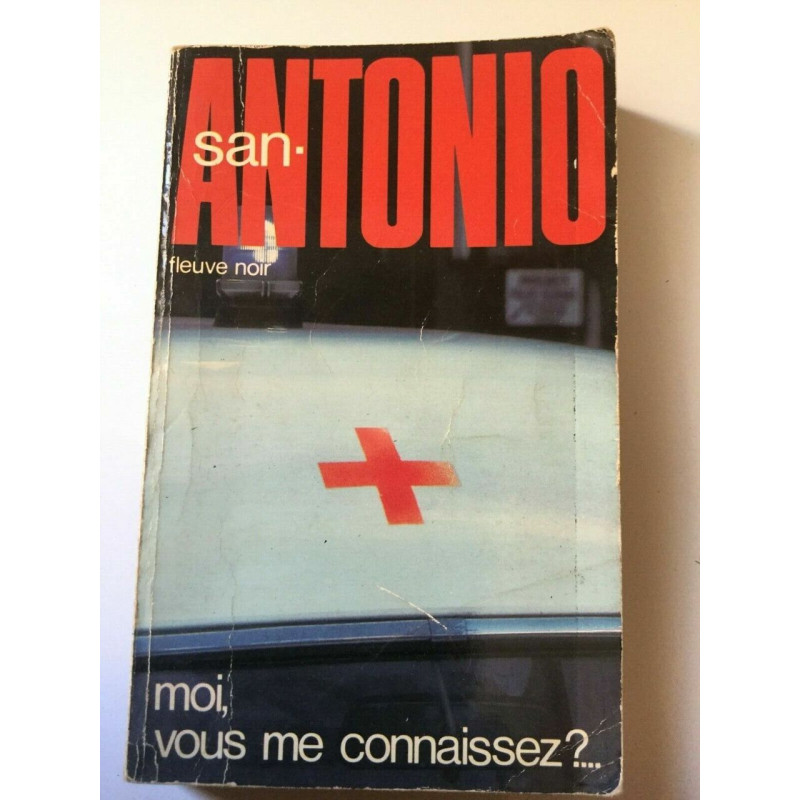 san-
ANTONIO
fleuve noir
moi,
vous me connaissez?...